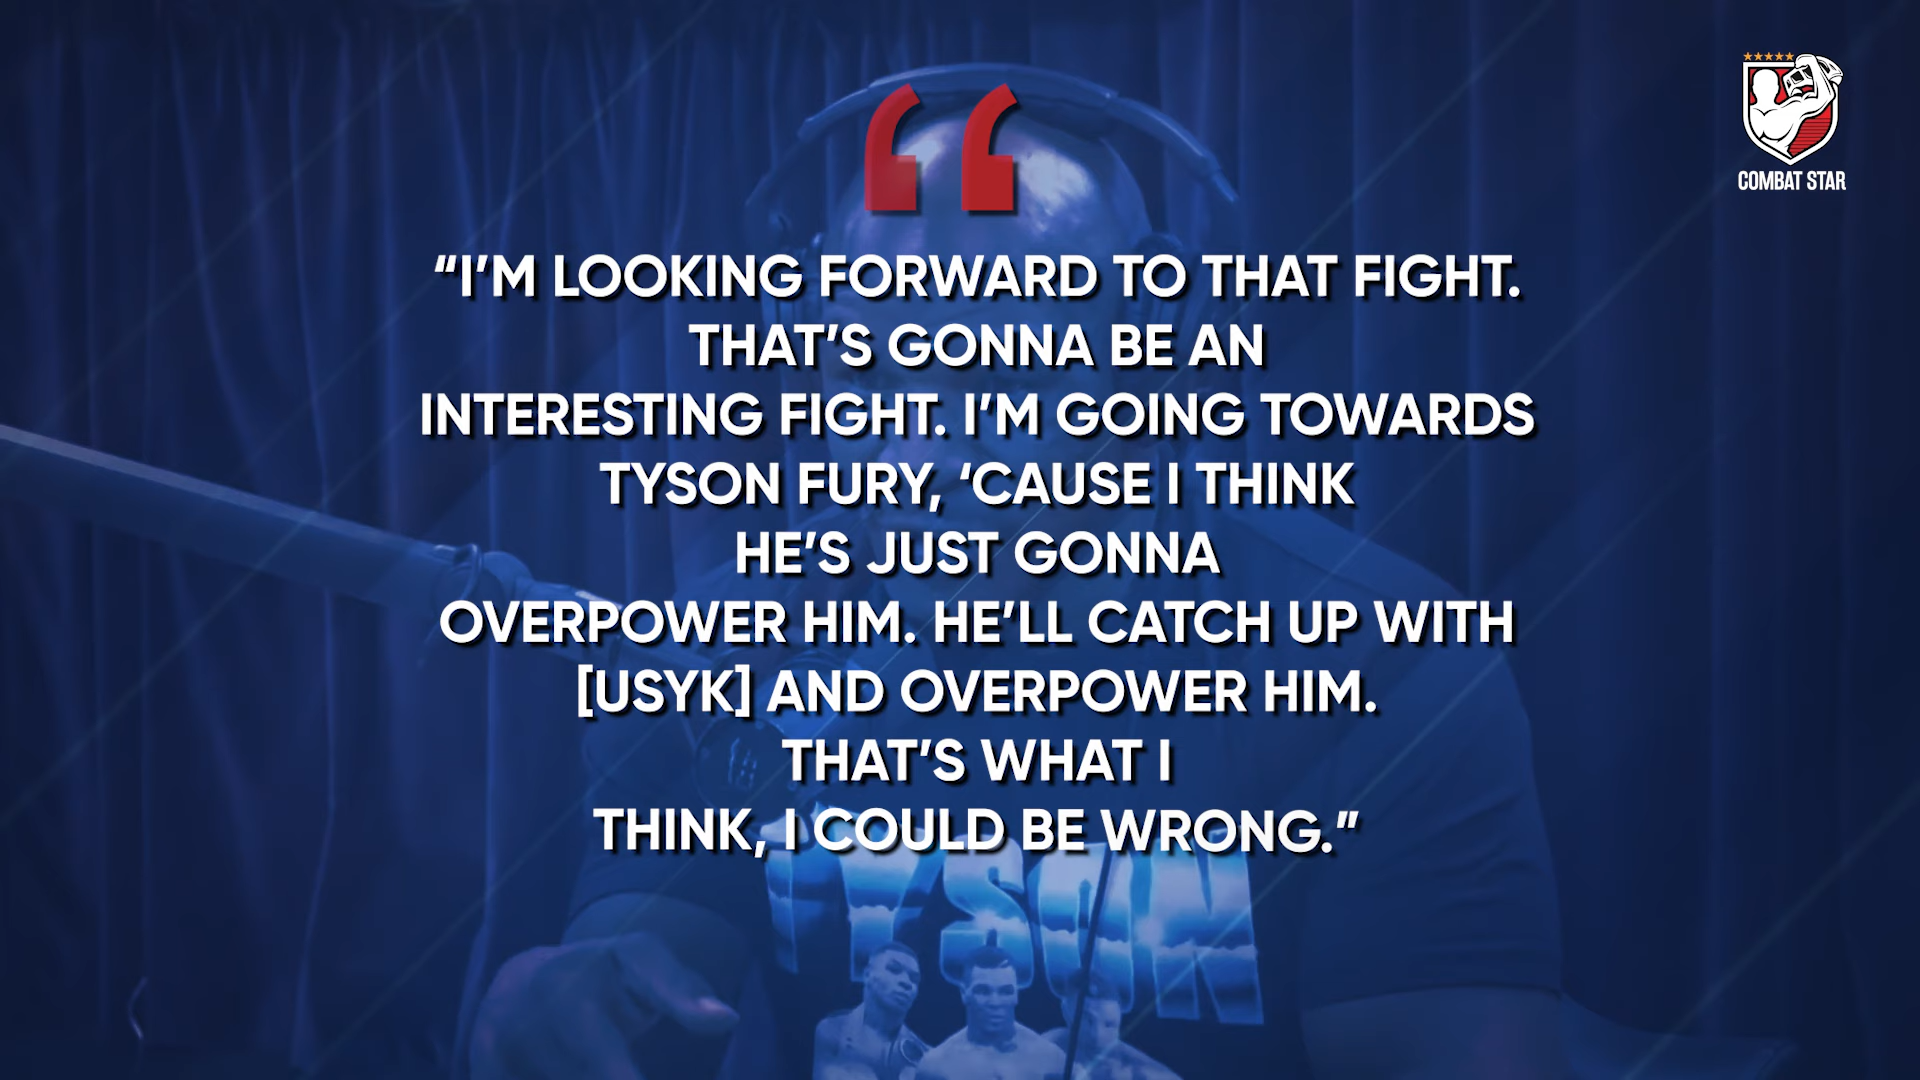 COMBAT STAR
“I’M LOOKING FORWARD TO THAT FIGHT.
THAT’S GONNA BE AN
INTERESTING FIGHT. I’M GOING TOWARDS
TYSON FURY, ‘CAUSE I THINK
HE’S JUST GONNA
OVERPOWER HIM. HE’LL CATCH UP WITH
[USYK] AND OVERPOWER HIM.
THAT’S WHAT I
THINK, I COULD BE WRONG.”
TYSON